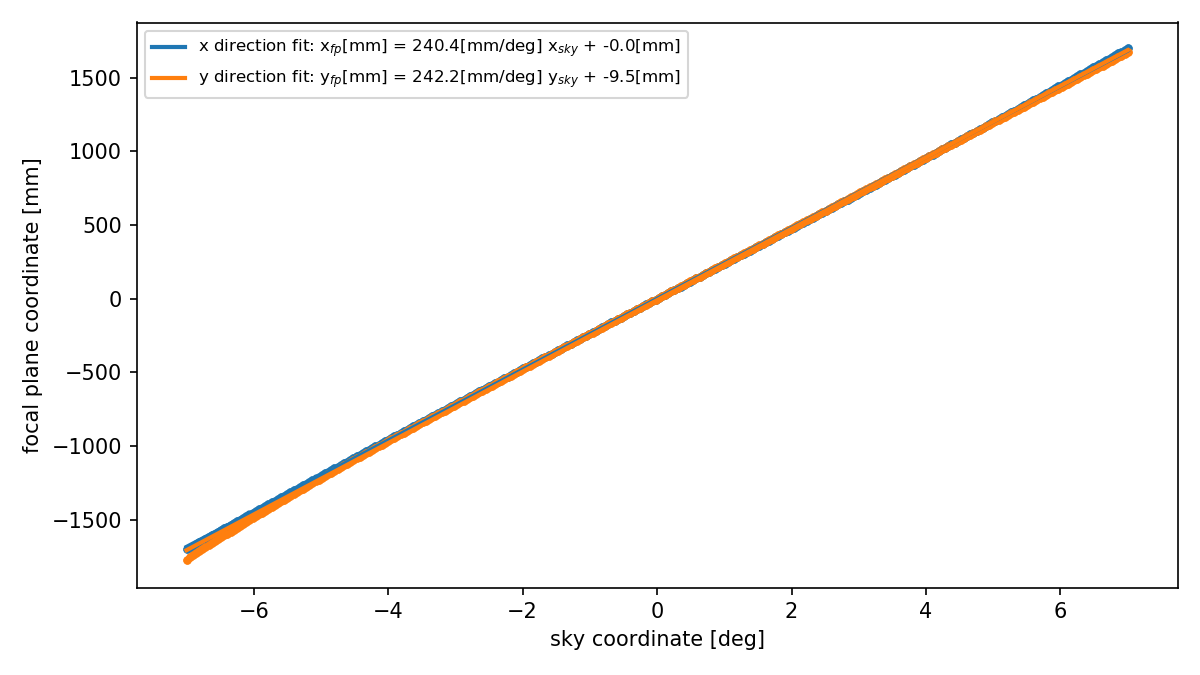 x direction fit: x_fp[mm] = 240.4[mm/deg] x_sky + -0.0[mm]
y direction fit: y_fp[mm] = 242.2[mm/deg] y_sky + -9.5[mm]
1500
1000
500
0
−500
−1000
−1500
focal plane coordinate [mm]
−6 −4 −2 0 2 4 6
sky coordinate [deg]